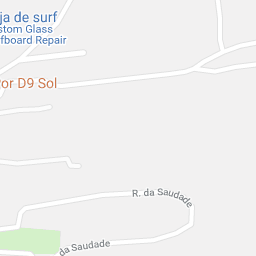 ja de surf
stom Glass
fboard Repair
or D9 Sol
R. da Saudade
da Saudade